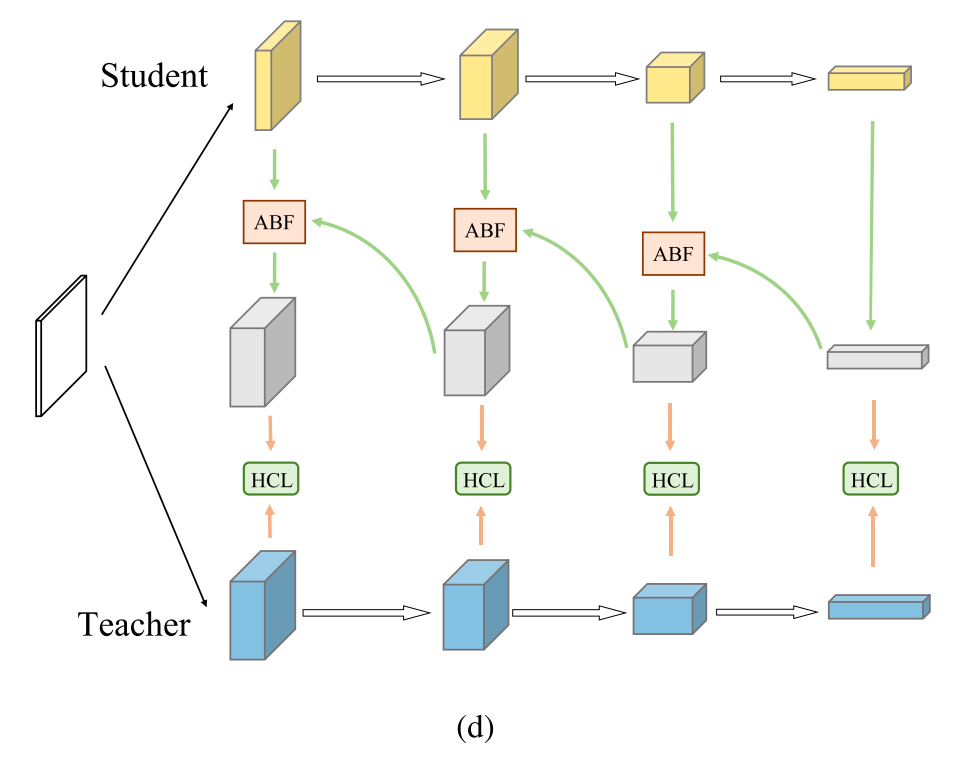 Student
ABF
ABF
ABF
HCL
HCL
HCL
HCL
Teacher
(d)